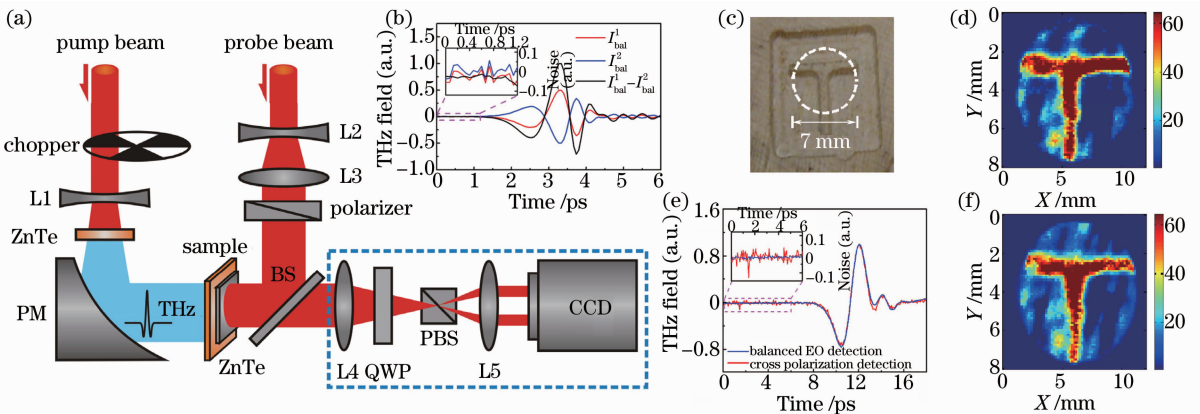 (a)
pump beam
probe beam
chopper
L2
L1
L3
polarizer
ZnTe
sample
BS
PM
THz
ZnTe
PBS
CCD
L4 QWP
L5
(b)
Time /ps
0 0.4 0.8 1.2
0.1
0
-0.1
Noise (a.u.)
I¹bal
I²bal
I¹bal−I²bal
THz field (a.u.)
1.5
1.0
0.5
0
−0.5
1.0
0 1 2 3 4 5 6
Time /ps
(c)
7 mm
(d)
0
2
4
6
8
Y/mm
0 5 10
X/mm
60
40
20
0
(e)
Time /ps
0 2 4 6
0.1
0
-0.1
Noise (a.u.)
THz field (a.u.)
1.6
0.8
0
−0.8
balanced EO detection
cross polarization detection
0 4 8 12 16
Time /ps
(f)
0
2
4
6
8
Y/mm
0 5 10
X/mm
60
40
20
0